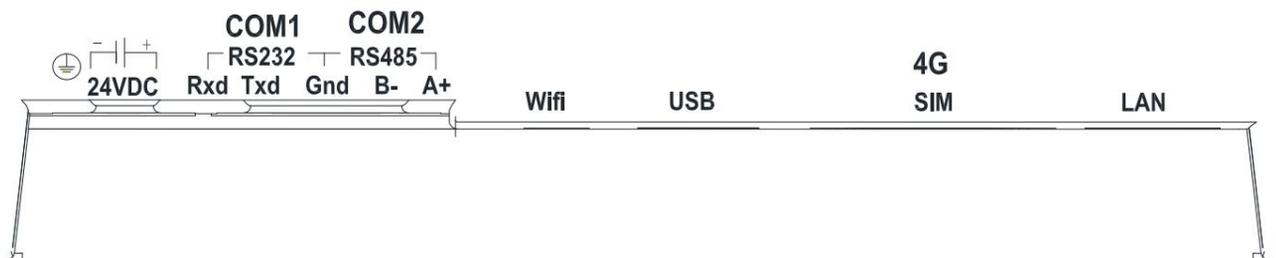 COM1 COM2
RS232 RS485
- +
24VDC Rxd Txd Gnd B- A+
4G
Wifi USB SIM LAN